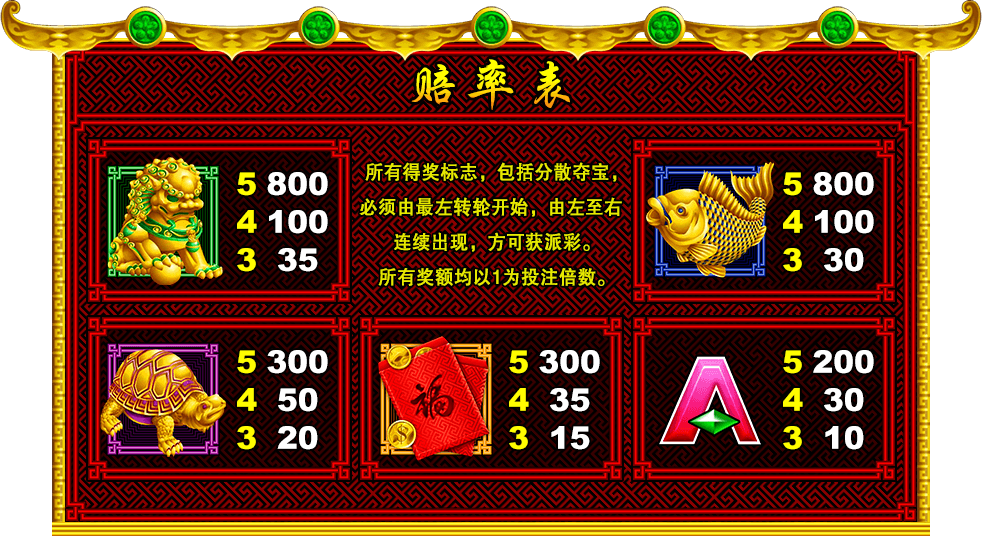 赔率表
5 800
4 100
3 35
所有得奖标志，包括分散夺宝，
必须由最左转轮开始，由左至右
连续出现，方可获派彩。
所有奖额均以1为投注倍数。
5 800
4 100
3 30
5 300
4 50
3 20
福
$
5 300
4 35
3 15
A
5 200
4 30
3 10